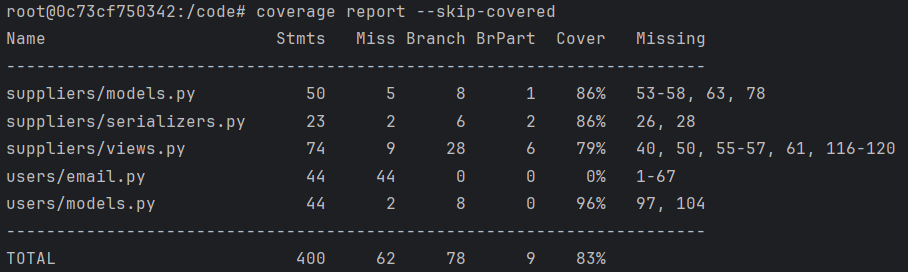 root@0c73cf750342:/code# coverage report --skip-covered
Name                       Stmts   Miss Branch BrPart  Cover   Missing
----------------------------------------------------------------------
suppliers/models.py           50      5      8      1    86%   53-58, 63, 78
suppliers/serializers.py      23      2      6      2    86%   26, 28
suppliers/views.py            74      9     28      6    79%   40, 50, 55-57, 61, 116-120
users/email.py                44     44      0      0     0%   1-67
users/models.py               44      2      8      0    96%   97, 104
----------------------------------------------------------------------
TOTAL                        400     62     78      9    83%